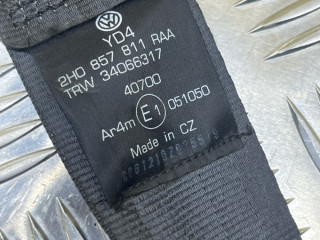 YD4
2H0 857 811 RAA
TRW 34066317
40700
Ar4m E1 051050
Made in CZ